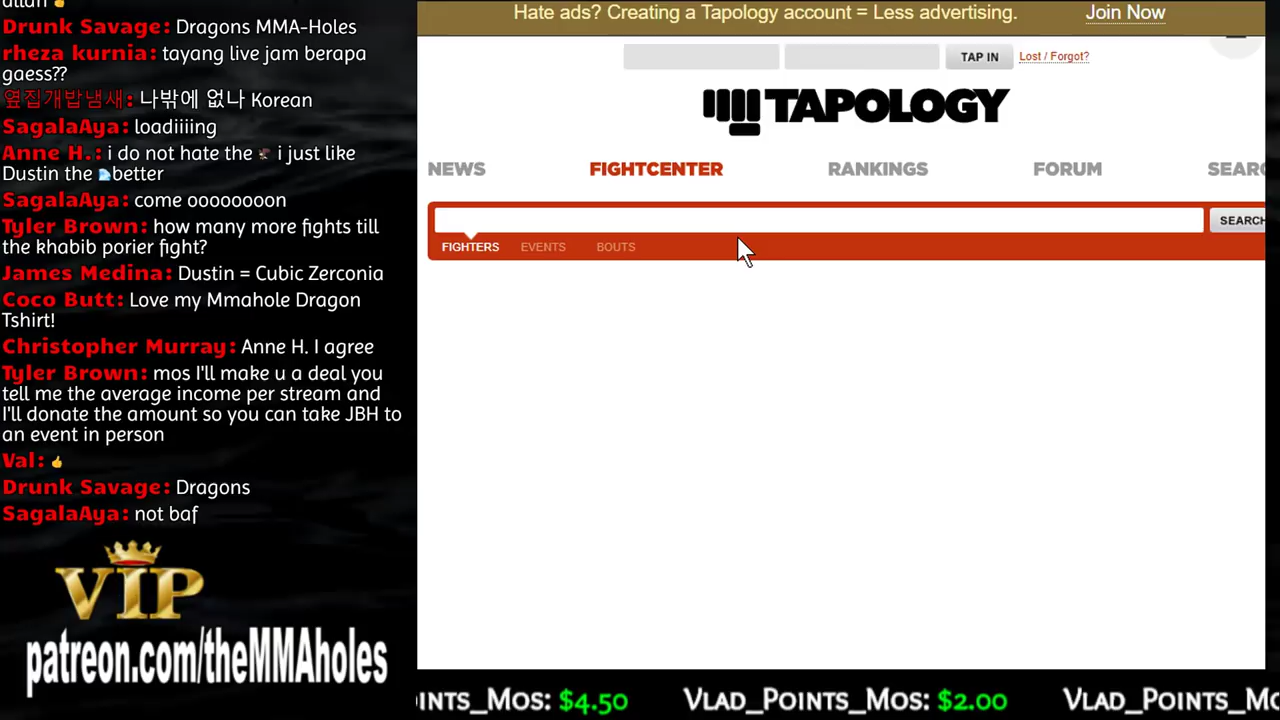 allah
Drunk Savage: Dragons MMA-Holes
rheza kurnia: tayang live jam berapa
gaess??
옆집개밥냄새: 나밖에 없나 Korean
SagalaAya: loadiiiing
Anne H.: i do not hate the 🦅 i just like
Dustin the 💎better
SagalaAya: come oooooooon
Tyler Brown: how many more fights till
the khabib porier fight?
James Medina: Dustin = Cubic Zerconia
Coco Butt: Love my Mmahole Dragon
Tshirt!
Christopher Murray: Anne H. I agree
Tyler Brown: mos I'll make u a deal you
tell me the average income per stream and
I'll donate the amount so you can take JBH to
an event in person
Val: 👍
Drunk Savage: Dragons
SagalaAya: not baf
VIP
patreon.com/theMMAholes
Hate ads? Creating a Tapology account = Less advertising.
Join Now
TAP IN
Lost / Forgot?
TAPOLOGY
NEWS
FIGHTCENTER
RANKINGS
FORUM
SEARC
SEARCH
FIGHTERS
EVENTS
BOUTS
OINTS_MOS: $4.50 VLAD_POINTS_MOS: $2.00 VLAD_POINTS_MO